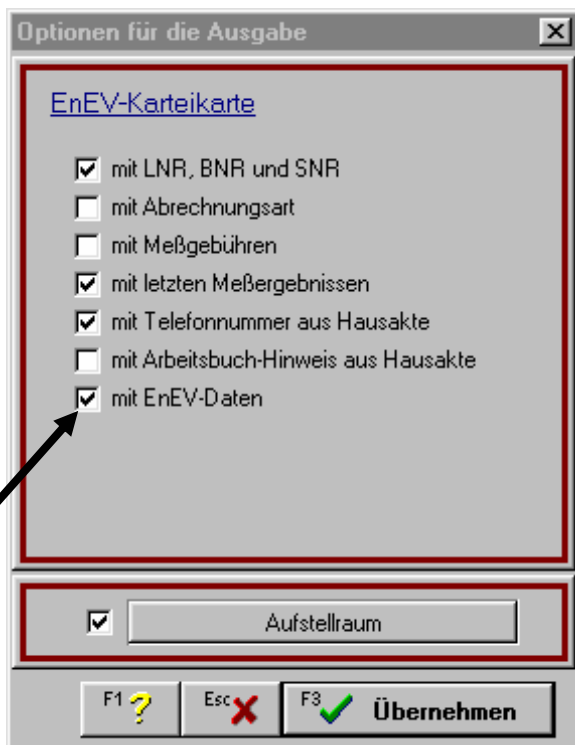 Optionen für die Ausgabe
EnEV-Karteikarte
mit LNR, BNR und SNR
mit Abrechnungsart
mit Meßgebühren
mit letzten Meßergebnissen
mit Telefonnummer aus Hausakte
mit Arbeitsbuch-Hinweis aus Hausakte
mit EnEV-Daten
Aufstellraum
F1 Esc F3 Übernehmen